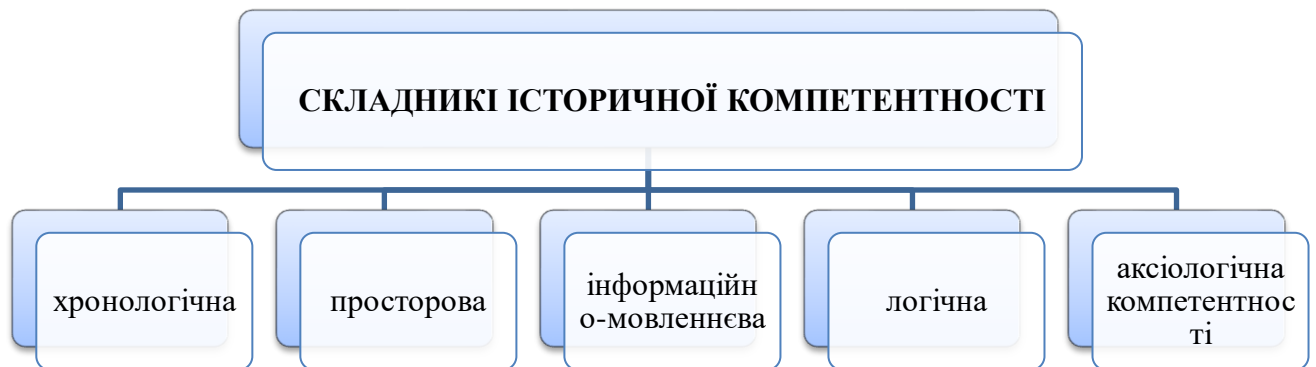 СКЛАДНИКІ ІСТОРИЧНОЇ КОМПЕТЕНТНОСТІ
хронологічна
просторова
інформаційн
о-мовленнєва
логічна
аксіологічна
компетентнос
ті